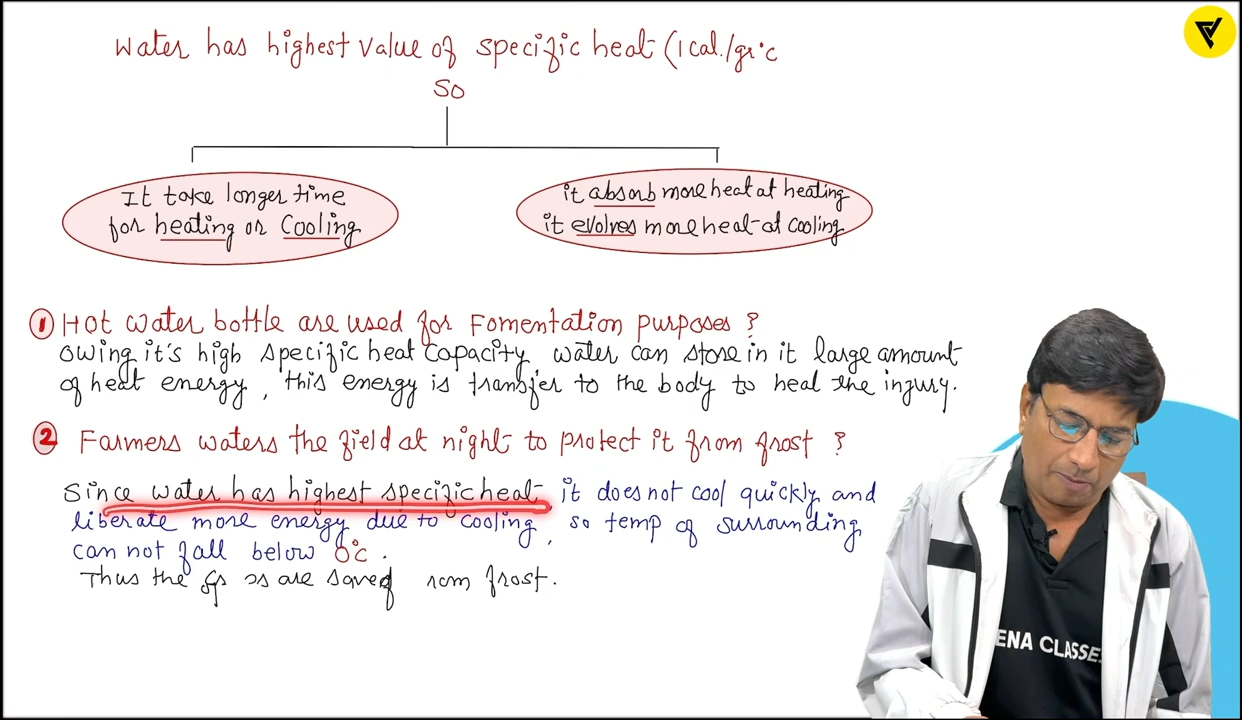 Water has highest value of specific heat (1 cal./gr°c
so
It take longer time
for heating or Cooling
it absorb more heat at heating
it evolves more heat at cooling
1 Hot water bottle are used for Fomentation purposes ?
owing it's high specific heat capacity water can store in it large amount
of heat energy, this energy is transfer to the body to heal the injury.
2 Farmers waters the field at night to protect it from frost ?
Since water has highest specific heat, it does not cool quickly and
liberate more energy due to cooling, so temp of surrounding
can not fall below 0°c.
Thus the are saved frost.
ENA CLASSES